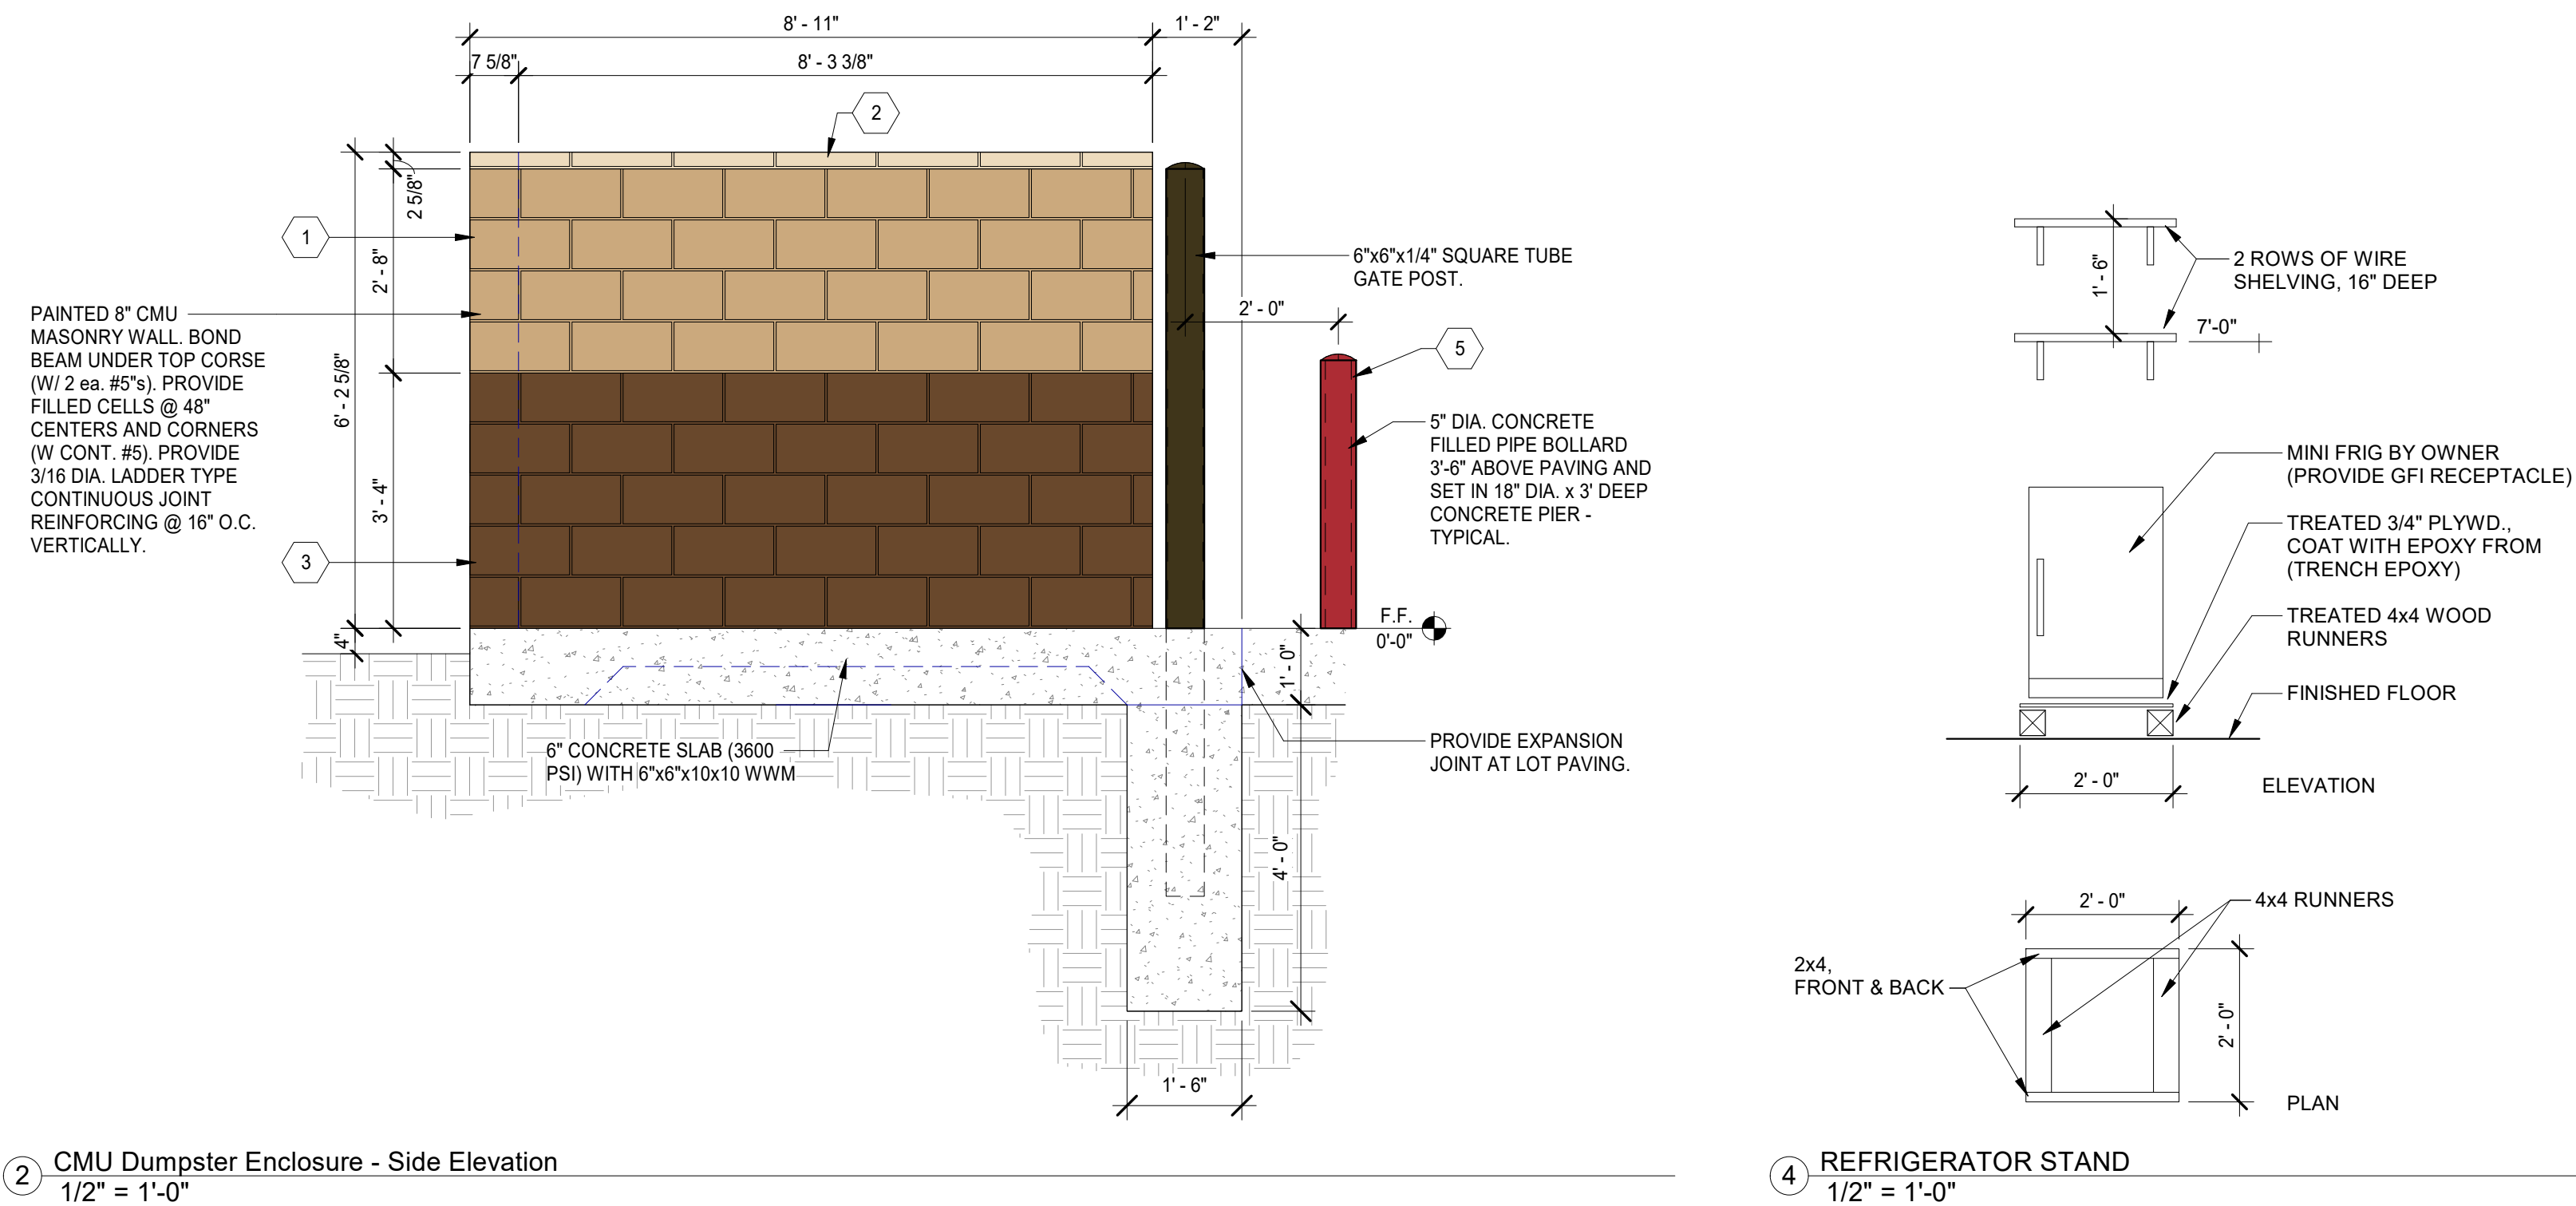 8' - 11"
1' - 2"
7 5/8"
8' - 3 3/8"
2
2 5/8"
1
2' - 8"
6' - 2 5/8"
3' - 4"
4"
3
PAINTED 8" CMU
MASONRY WALL. BOND
BEAM UNDER TOP CORSE
(W/ 2 ea. #5"s). PROVIDE
FILLED CELLS @ 48"
CENTERS AND CORNERS
(W CONT. #5). PROVIDE
3/16 DIA. LADDER TYPE
CONTINUOUS JOINT
REINFORCING @ 16" O.C.
VERTICALLY.
6"x6"x1/4" SQUARE TUBE
GATE POST.
2' - 0"
5
5" DIA. CONCRETE
FILLED PIPE BOLLARD
3'-6" ABOVE PAVING AND
SET IN 18" DIA. x 3' DEEP
CONCRETE PIER -
TYPICAL.
F.F.
0'-0"
1' - 0"
6" CONCRETE SLAB (3600
PSI) WITH 6"x6"x10x10 WWM
PROVIDE EXPANSION
JOINT AT LOT PAVING.
4' - 0"
1' - 6"
2
CMU Dumpster Enclosure - Side Elevation
1/2" = 1'-0"
1' - 6"
2 ROWS OF WIRE
SHELVING, 16" DEEP
7'-0"
MINI FRIG BY OWNER
(PROVIDE GFI RECEPTACLE)
TREATED 3/4" PLYWD.,
COAT WITH EPOXY FROM
(TRENCH EPOXY)
TREATED 4x4 WOOD
RUNNERS
FINISHED FLOOR
2' - 0"
ELEVATION
2' - 0"
4x4 RUNNERS
2x4,
FRONT & BACK
2' - 0"
PLAN
4
REFRIGERATOR STAND
1/2" = 1'-0"